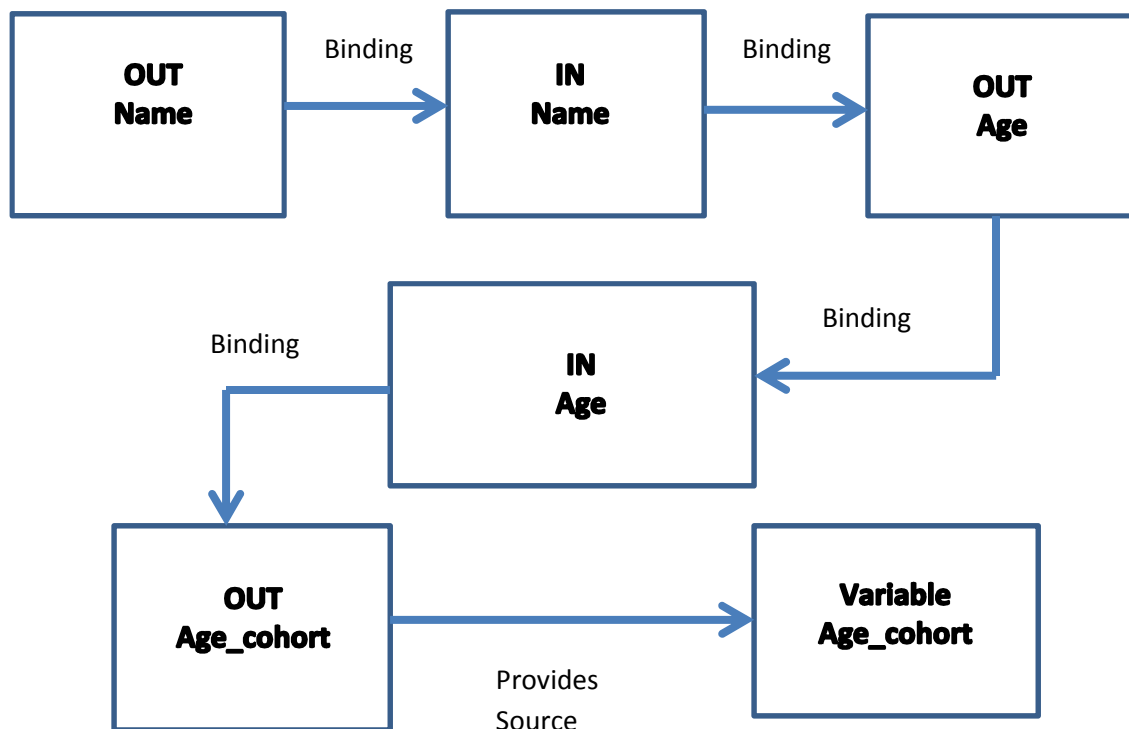 OUT
Name
Binding
IN
Name
Binding
OUT
Age
Binding
IN
Age
Binding
OUT
Age_cohort
Provides
Source
Variable
Age_cohort